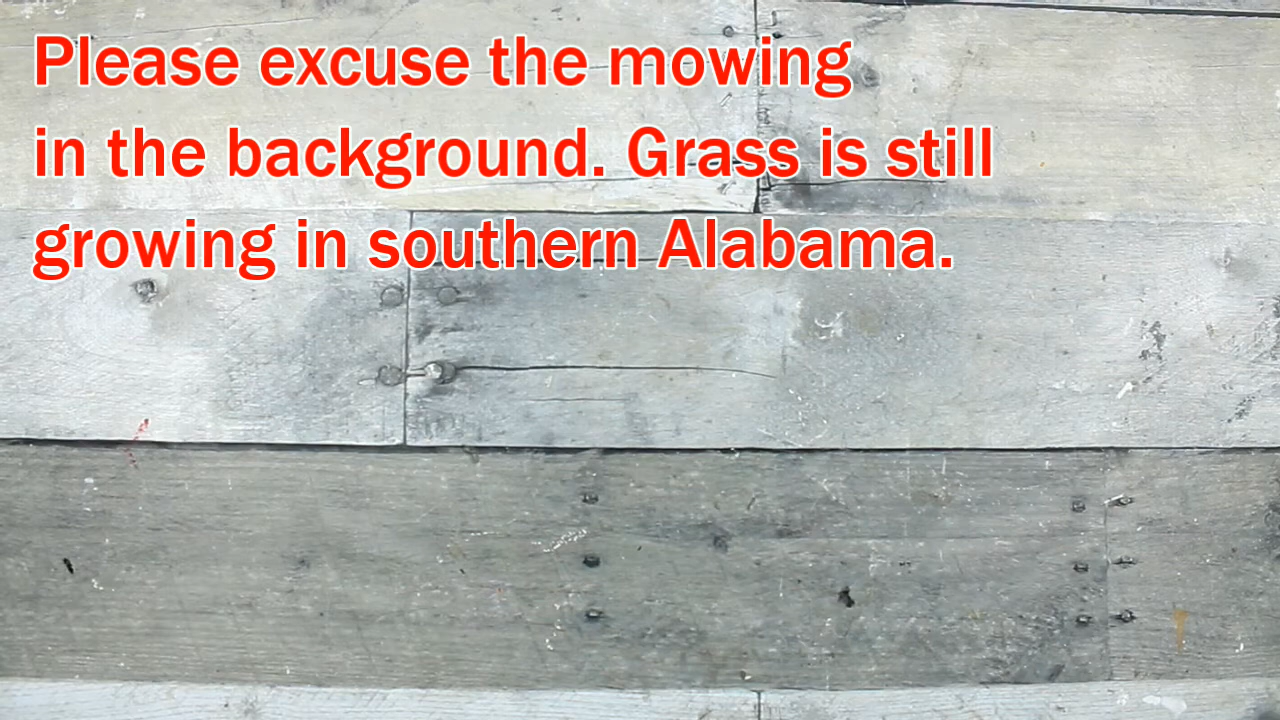 Please excuse the mowing
in the background. Grass is still
growing in southern Alabama.